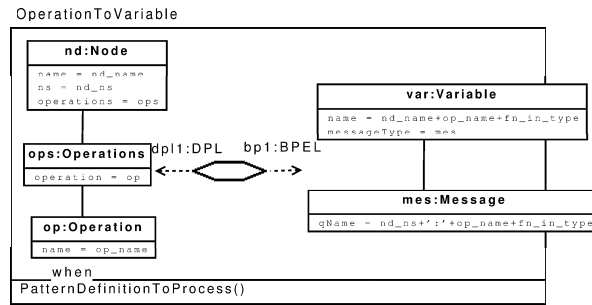 OperationToVariable
nd:Node
name = nd_name
ns = nd_ns
operations = ops
var:Variable
name = nd_name+op_name+fn_in_type
messageType = mes
dpl1:DPL
bp1:BPEL
ops:Operations
operation = op
mes:Message
qName = nd_ns+':'+op_name+fn_in_type
op:Operation
name = op_name
when
PatternDefinitionToProcess()